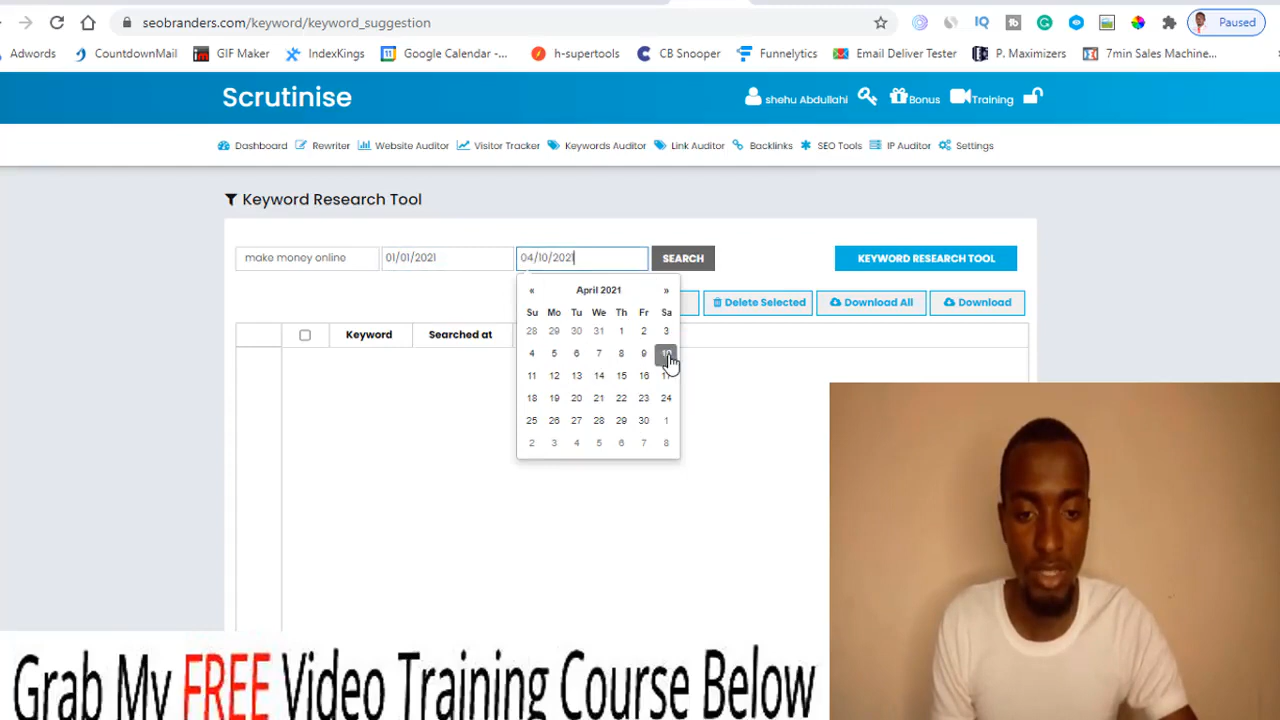 seobranders.com/keyword/keyword_suggestion
Paused
Adwords CountdownMail GIF Maker IndexKings Google Calendar -... h-supertools CB Snooper Funnelytics Email Deliver Tester P. Maximizers 7min Sales Machine...
Scrutinise
shehu Abdullahi Bonus Training
Dashboard Rewriter Website Auditor Visitor Tracker Keywords Auditor Link Auditor Backlinks SEO Tools IP Auditor Settings
Keyword Research Tool
make money online 01/01/2021 04/10/2021 SEARCH KEYWORD RESEARCH TOOL
« April 2021 »
Delete Selected Download All Download
Su Mo Tu We Th Fr Sa
Keyword Searched at
28 29 30 31 1 2 3
4 5 6 7 8 9 10
11 12 13 14 15 16 17
18 19 20 21 22 23 24
25 26 27 28 29 30 1
2 3 4 5 6 7 8
Grab My FREE Video Training Course Below